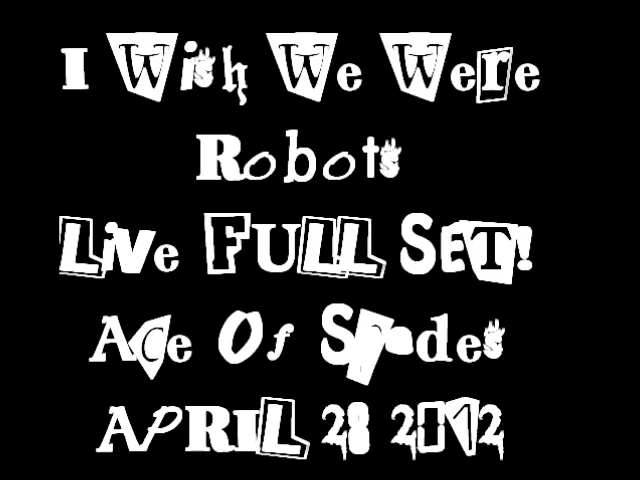 I Wish We Were
Robots
Live FULL SET!
Ace Of Spades
APRIL 28 2012